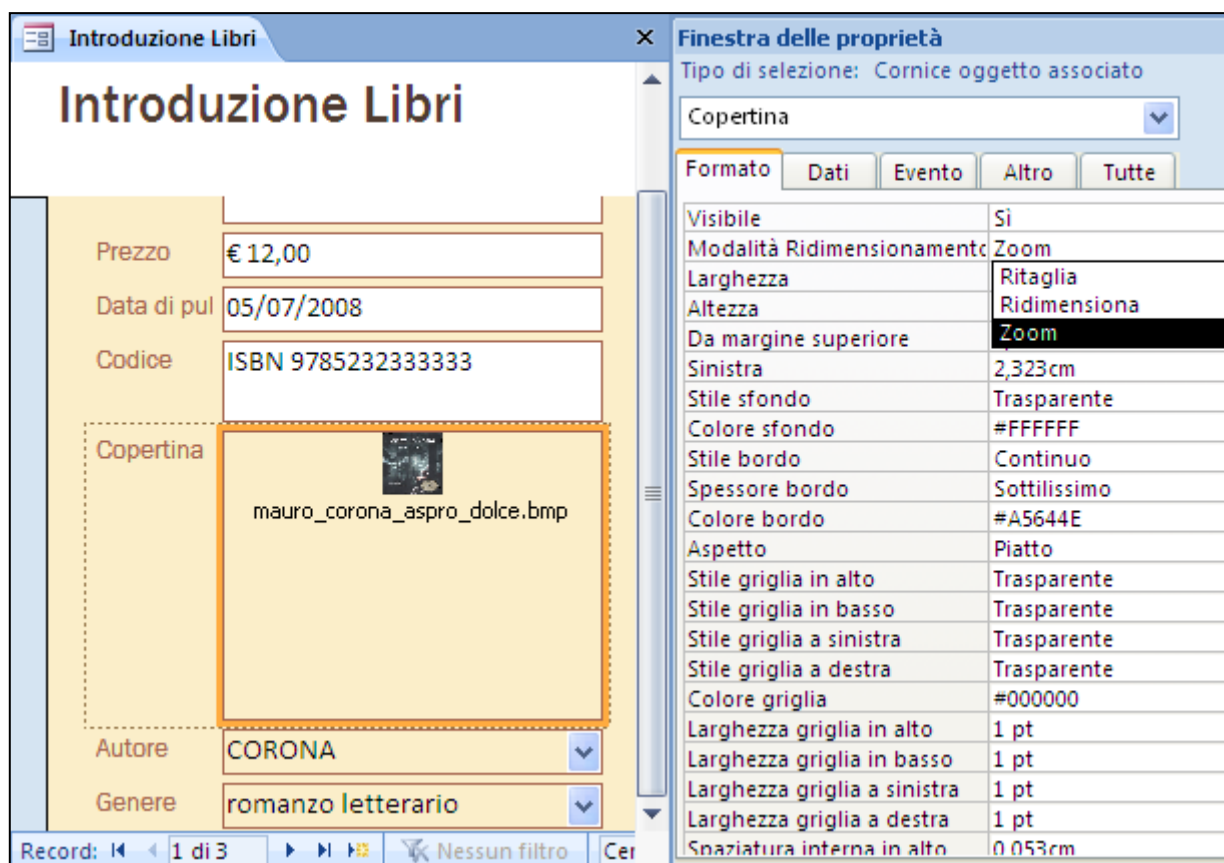 Introduzione Libri
Introduzione Libri
Prezzo
€ 12,00
Data di pul
05/07/2008
Codice
ISBN 9785232333333
Copertina
mauro_corona_aspro_dolce.bmp
Autore
CORONA
Genere
romanzo letterario
Record:
1 di 3
Nessun filtro
Cer
Finestra delle proprietà
Tipo di selezione: Cornice oggetto associato
Copertina
Formato Dati Evento Altro Tutte
Visibile Sì
Modalità Ridimensionamento Zoom
Larghezza
Ritaglia
Altezza
Ridimensiona
Da margine superiore
Zoom
Sinistra 2,323cm
Stile sfondo Trasparente
Colore sfondo #FFFFFF
Stile bordo Continuo
Spessore bordo Sottilissimo
Colore bordo #A5644E
Aspetto Piatto
Stile griglia in alto Trasparente
Stile griglia in basso Trasparente
Stile griglia a sinistra Trasparente
Stile griglia a destra Trasparente
Colore griglia #000000
Larghezza griglia in alto 1 pt
Larghezza griglia in basso 1 pt
Larghezza griglia a sinistra 1 pt
Larghezza griglia a destra 1 pt
Spaziatura interna in alto 0,053cm